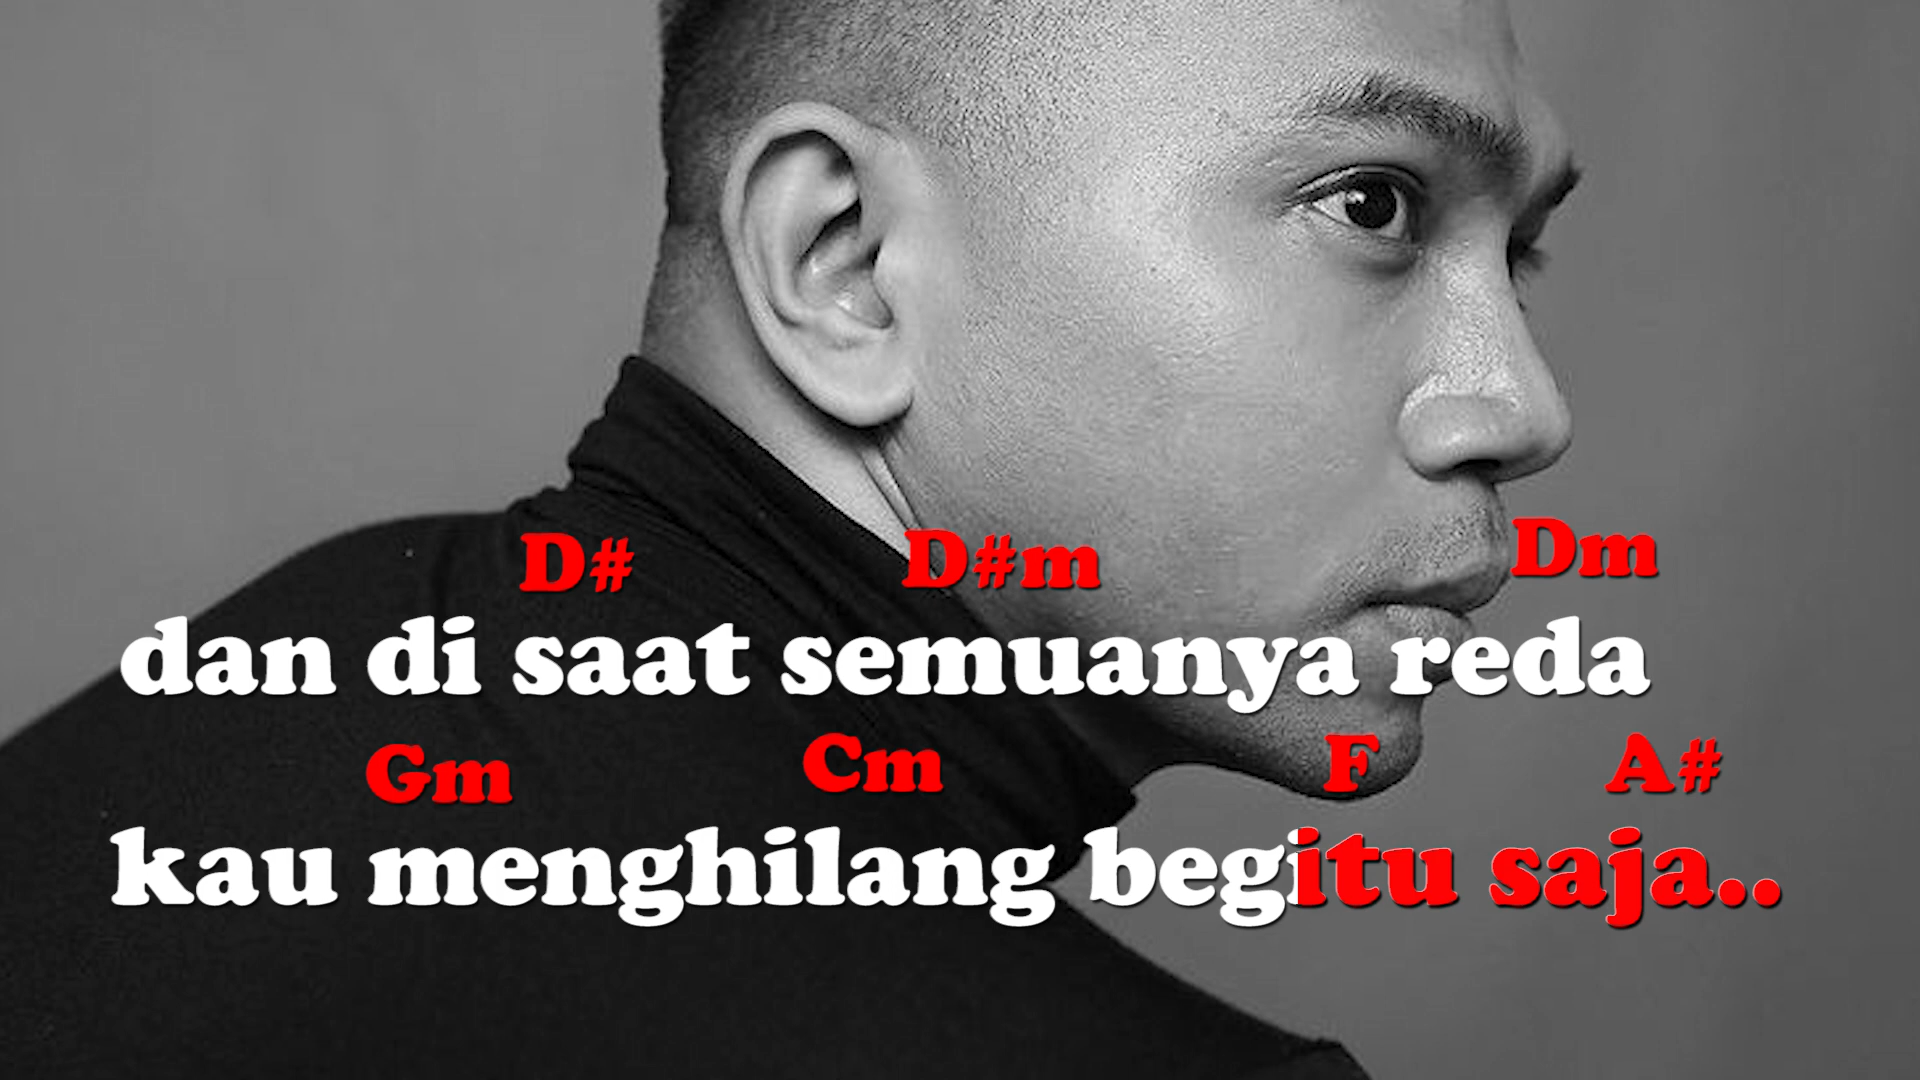 D# D#m Dm
dan di saat semuanya reda
Gm Cm F A#
kau menghilang begitu saja..